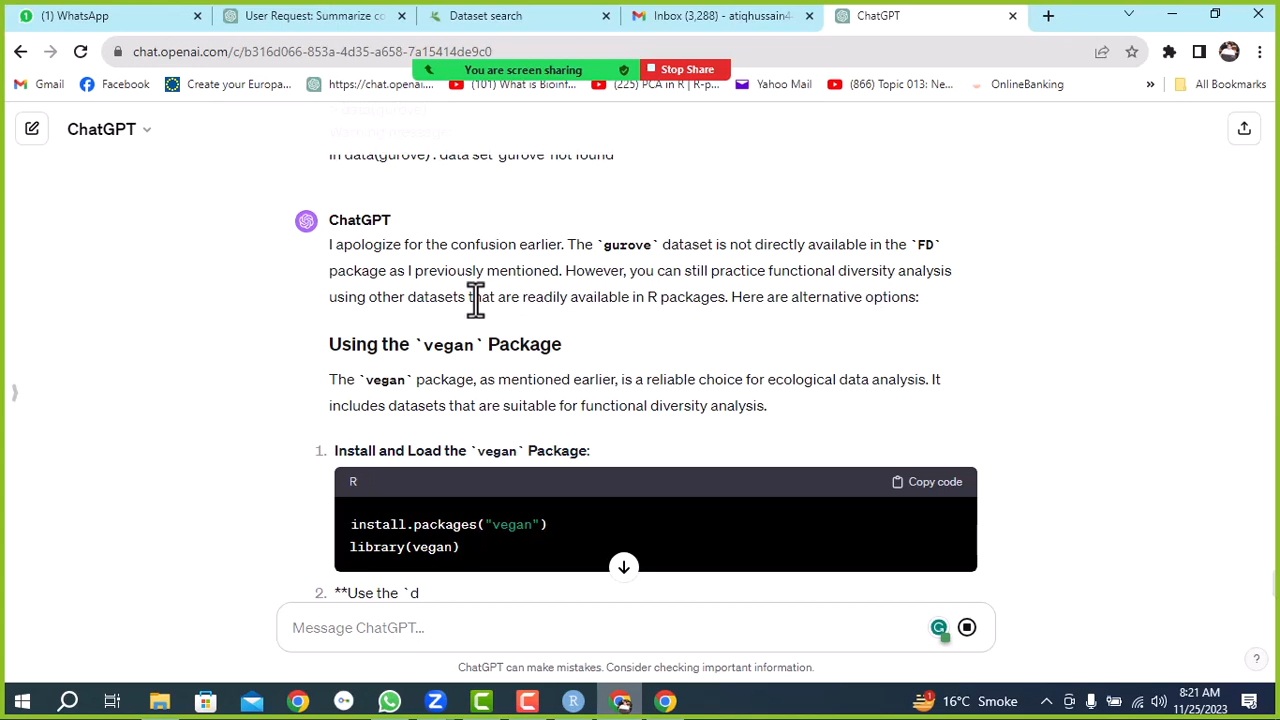 (1) WhatsApp
User Request: Summarize co
Dataset search
Inbox (3,288) - atiqhussain4
ChatGPT
chat.openai.com/c/b316d066-853a-4d35-a658-7a15414de9c0
You are screen sharing
Stop Share
Gmail
Facebook
Create your Europea...
https://chat.openai....
(101) What is Bioinf...
(225) PCA in R | R-p...
Yahoo Mail
(866) Topic 013: Ne...
OnlineBanking
»
All Bookmarks
ChatGPT
In data(gurove) : data set 'gurove' not found
ChatGPT
I apologize for the confusion earlier. The `gurove` dataset is not directly available in the `FD`
package as I previously mentioned. However, you can still practice functional diversity analysis
using other datasets that are readily available in R packages. Here are alternative options:
Using the `vegan` Package
The `vegan` package, as mentioned earlier, is a reliable choice for ecological data analysis. It
includes datasets that are suitable for functional diversity analysis.
1. Install and Load the `vegan` Package:
R
Copy code
install.packages("vegan")
library(vegan)
2. **Use the `d
Message ChatGPT...
ChatGPT can make mistakes. Consider checking important information.
?
1
16°C Smoke
8:21 AM
11/25/2023